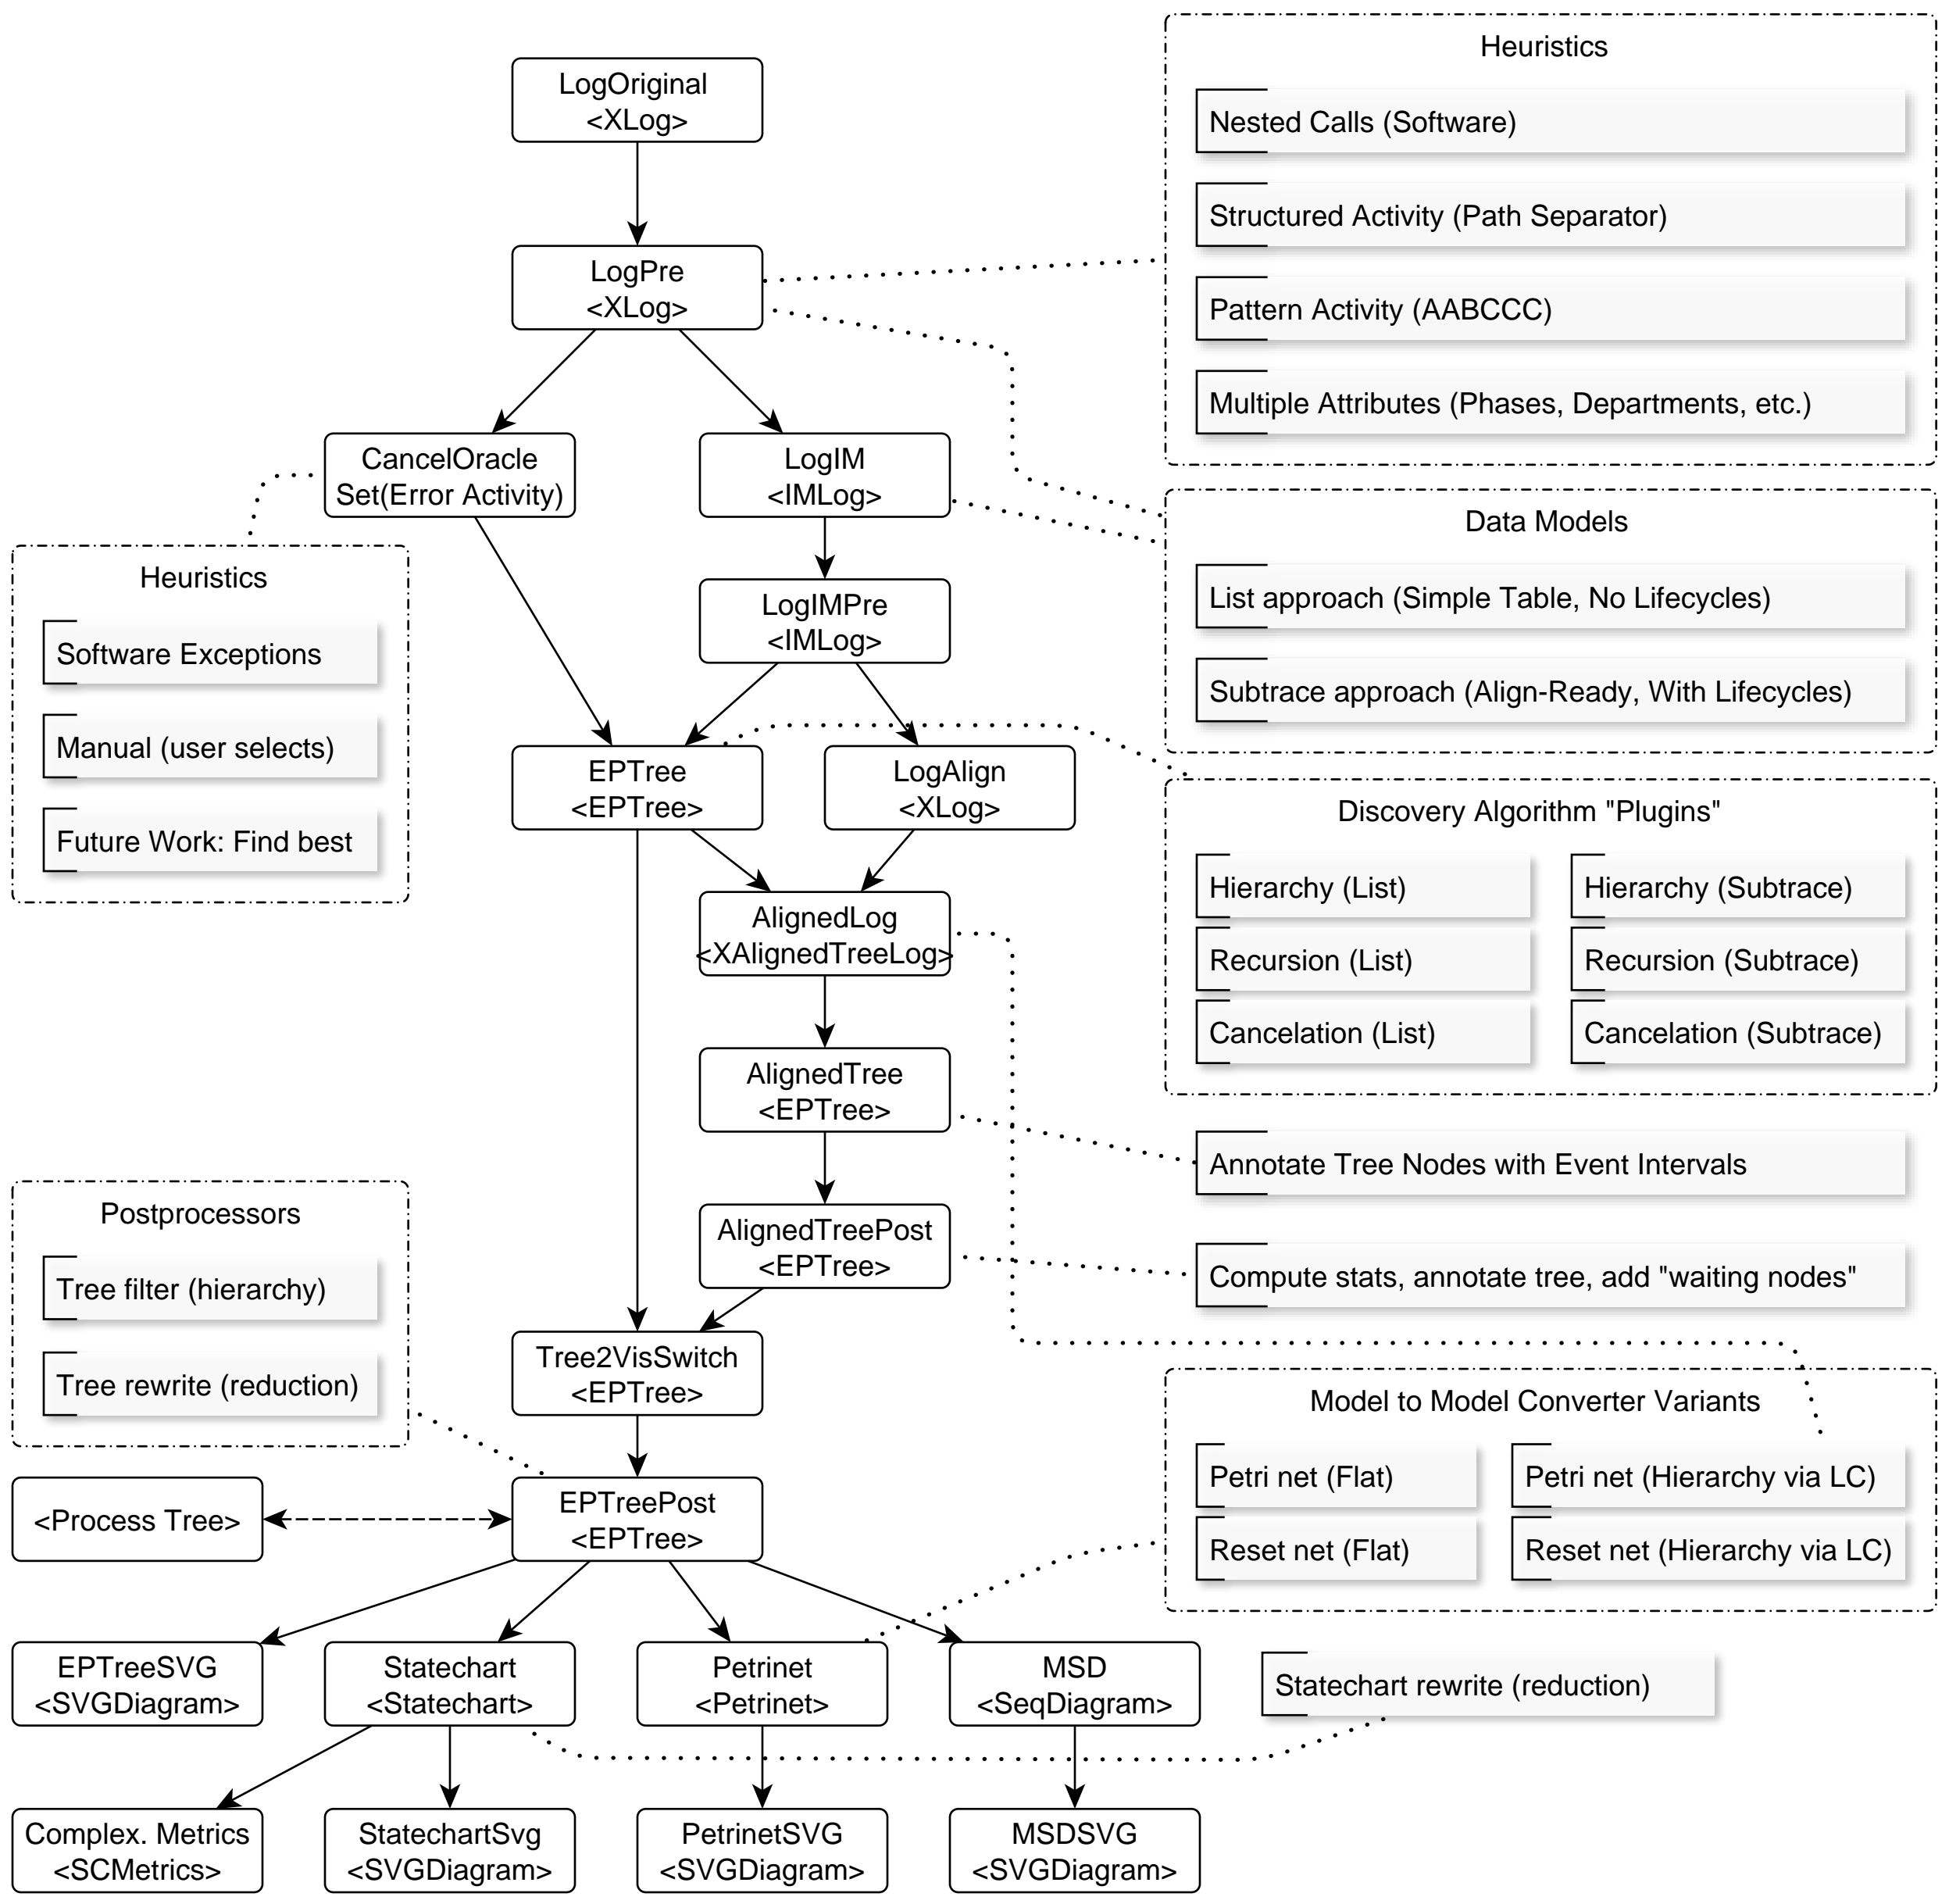 LogOriginal
<XLog>
LogPre
<XLog>
CancelOracle
Set(Error Activity)
LogIM
<IMLog>
LogIMPre
<IMLog>
EPTree
<EPTree>
LogAlign
<XLog>
AlignedLog
<XAlignedTreeLog>
AlignedTree
<EPTree>
AlignedTreePost
<EPTree>
Tree2VisSwitch
<EPTree>
EPTreePost
<EPTree>
<Process Tree>
EPTreeSVG
<SVGDiagram>
Statechart
<Statechart>
Petrinet
<Petrinet>
MSD
<SeqDiagram>
Complex. Metrics
<SCMetrics>
StatechartSvg
<SVGDiagram>
PetrinetSVG
<SVGDiagram>
MSDSVG
<SVGDiagram>
Heuristics
Software Exceptions
Manual (user selects)
Future Work: Find best
Postprocessors
Tree filter (hierarchy)
Tree rewrite (reduction)
Heuristics
Nested Calls (Software)
Structured Activity (Path Separator)
Pattern Activity (AABCCC)
Multiple Attributes (Phases, Departments, etc.)
Data Models
List approach (Simple Table, No Lifecycles)
Subtrace approach (Align-Ready, With Lifecycles)
Discovery Algorithm "Plugins"
Hierarchy (List)
Hierarchy (Subtrace)
Recursion (List)
Recursion (Subtrace)
Cancelation (List)
Cancelation (Subtrace)
Annotate Tree Nodes with Event Intervals
Compute stats, annotate tree, add "waiting nodes"
Model to Model Converter Variants
Petri net (Flat)
Petri net (Hierarchy via LC)
Reset net (Flat)
Reset net (Hierarchy via LC)
Statechart rewrite (reduction)